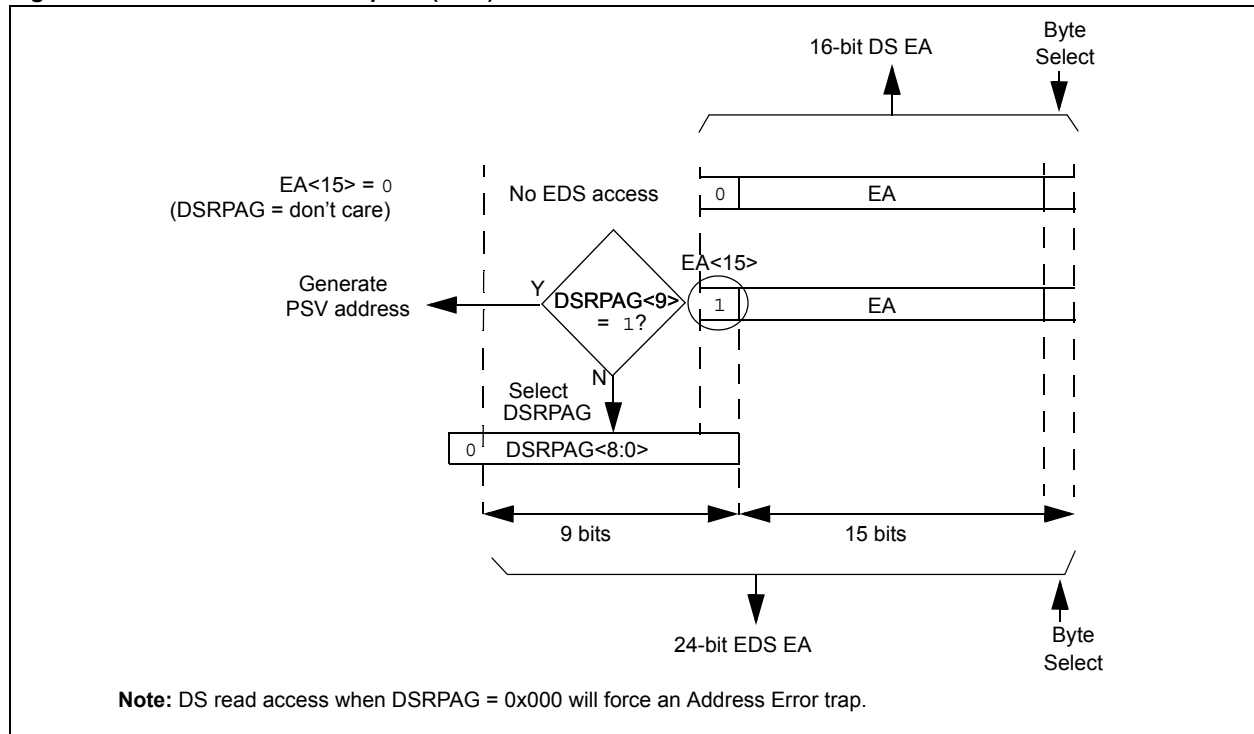 16-bit DS EA
Byte
Select
EA<15> = 0
(DSRPAG = don't care)
No EDS access
0
EA
EA<15>
Generate
PSV address
Y
DSRPAG<9>
= 1?
1
EA
N
Select
DSRPAG
0
DSRPAG<8:0>
9 bits
15 bits
24-bit EDS EA
Byte
Select
Note: DS read access when DSRPAG = 0x000 will force an Address Error trap.